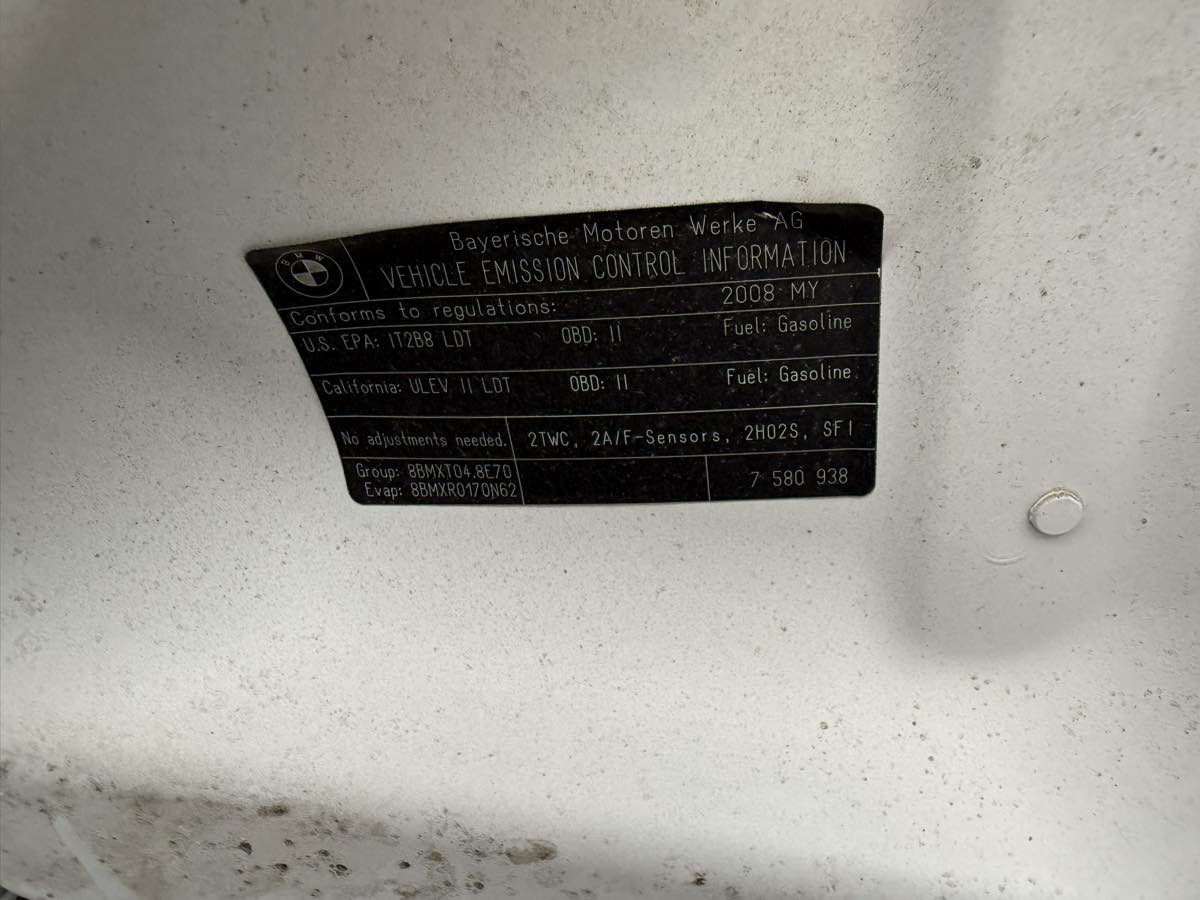 BMW
Bayerische Motoren Werke AG
VEHICLE EMISSION CONTROL INFORMATION
Conforms to regulations: 2008 MY
U.S. EPA: 1T2B8 LDT OBD: II Fuel: Gasoline
California: ULEV II LDT OBD: II Fuel: Gasoline
No adjustments needed. 2TWC, 2A/F-Sensors, 2HO2S, SFI
Group: 8BMXT04.8E70
Evap: 8BMXR0170N62
7 580 938